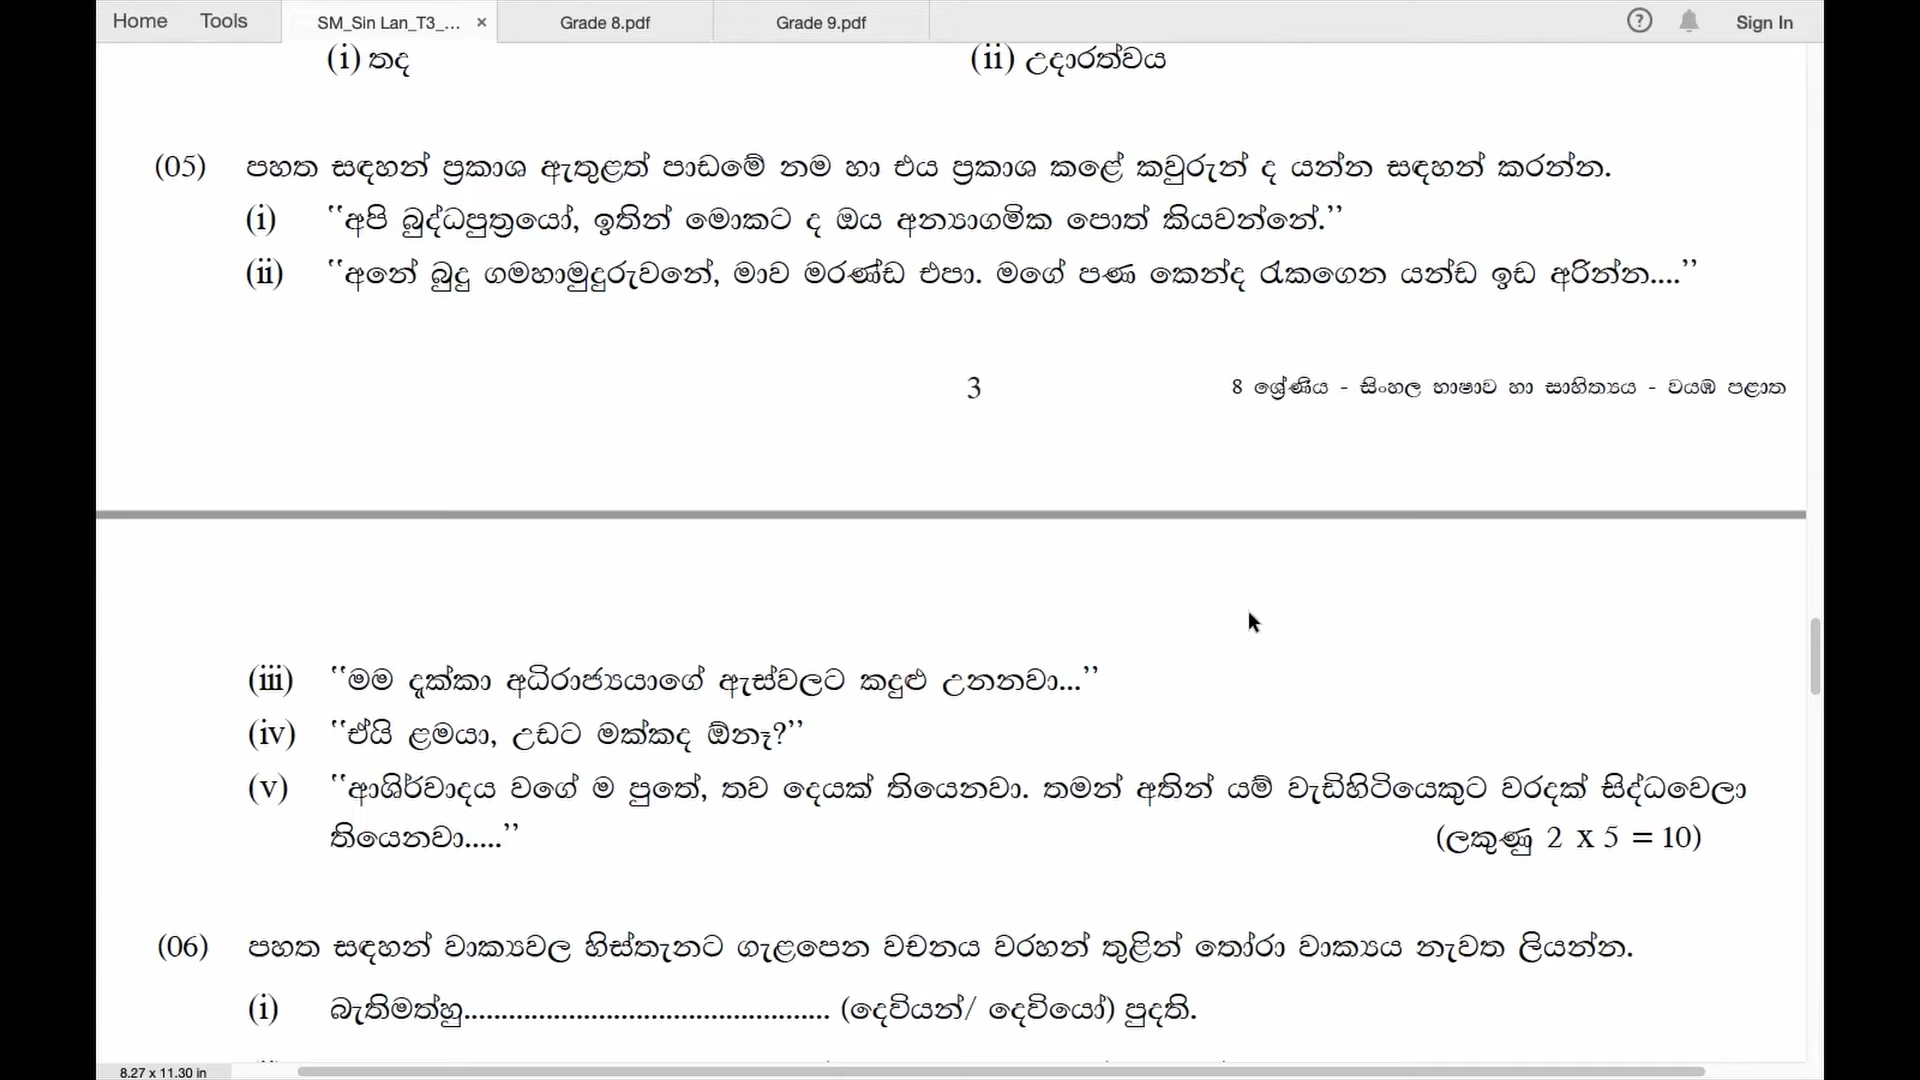 Home Tools SM_Sin Lan_T3_... × Grade 8.pdf Grade 9.pdf ? Sign In
(i) තද (ii) උදාරත්වය
(05) පහත සඳහන් ප්‍රකාශ ඇතුළත් පාඩමේ නම හා එය ප්‍රකාශ කළේ කවුරුන් ද යන්න සඳහන් කරන්න.
(i) ‘‘අපි බුද්ධපුත්‍රයෝ, ඉතින් මොකට ද ඔය අන්‍යාගමික පොත් කියවන්නේ.’’
(ii) ‘‘අනේ බුදු ගමහාමුදුරුවනේ, මාව මරණ්ඩ එපා. මගේ පණ කෙන්ද රැකගෙන යන්ඩ ඉඩ අරින්න....’’
3 8 ශ්‍රේණිය - සිංහල භාෂාව හා සාහිත්‍යය - වයඹ පළාත
(iii) ‘‘මම දැක්කා අධිරාජ්‍යයාගේ ඇස්වලට කදුළු උනනවා...’’
(iv) ‘‘ඒයි ළමයා, උඩට මක්කද ඕනෑ?’’
(v) ‘‘ආශිර්වාදය වගේ ම පුතේ, තව දෙයක් තියෙනවා. තමන් අතින් යම් වැඩිහිටියෙකුට වරදක් සිද්ධවෙලා
තියෙනවා.....’’ (ලකුණු 2 x 5 = 10)
(06) පහත සඳහන් වාක්‍යවල හිස්තැනට ගැළපෙන වචනය වරහන් තුළින් තෝරා වාක්‍යය නැවත ලියන්න.
(i) බැතිමත්හු................................................. (දෙවියන්/ දෙවියෝ) පුදති.
8.27 x 11.30 in